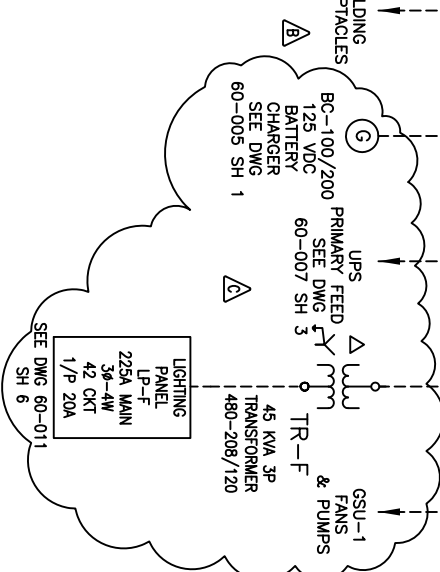 LDING
PTACLES
B
G
BC-100/200
125 VDC
BATTERY
CHARGER
SEE DWG
60-005 SH 1
UPS
PRIMARY FEED
SEE DWG
60-007 SH 3
C
TR-F
45 KVA 3P
TRANSFORMER
480-208/120
GSU-1
FANS
& PUMPS
LIGHTING
PANEL
LP-F
225A MAIN
3ø-4W
42 CKT
1/P 20A
SEE DWG 60-011
SH 6